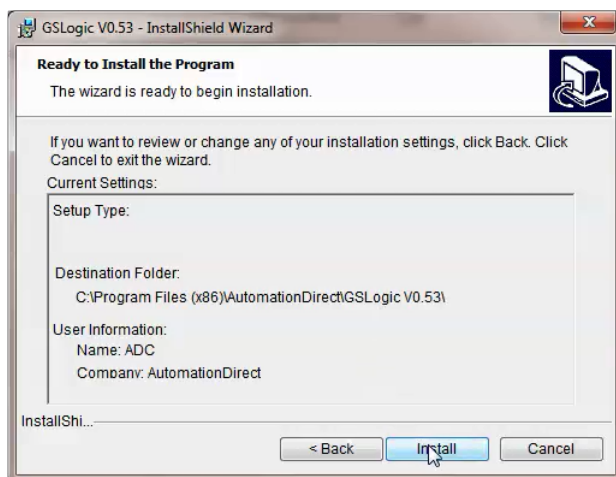 GSLogic V0.53 - InstallShield Wizard
Ready to Install the Program
The wizard is ready to begin installation.
If you want to review or change any of your installation settings, click Back. Click
Cancel to exit the wizard.
Current Settings:
Setup Type:
Destination Folder:
C:\Program Files (x86)\AutomationDirect\GSLogic V0.53\
User Information:
Name: ADC
Company: AutomationDirect
InstallShi...
< Back
Install
Cancel